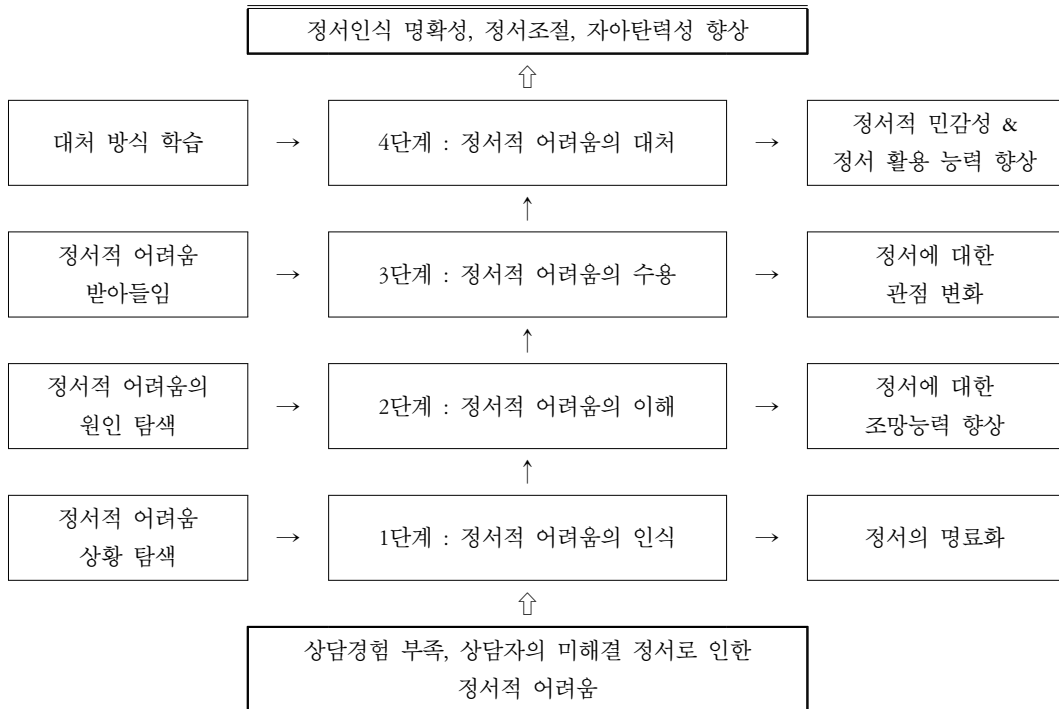 정서인식 명확성, 정서조절, 자아탄력성 향상
⇧
대처 방식 학습
→
4단계 : 정서적 어려움의 대처
→
정서적 민감성 &
정서 활용 능력 향상
↑
정서적 어려움
받아들임
→
3단계 : 정서적 어려움의 수용
→
정서에 대한
관점 변화
↑
정서적 어려움의
원인 탐색
→
2단계 : 정서적 어려움의 이해
→
정서에 대한
조망능력 향상
↑
정서적 어려움
상황 탐색
→
1단계 : 정서적 어려움의 인식
→
정서의 명료화
⇧
상담경험 부족, 상담자의 미해결 정서로 인한
정서적 어려움